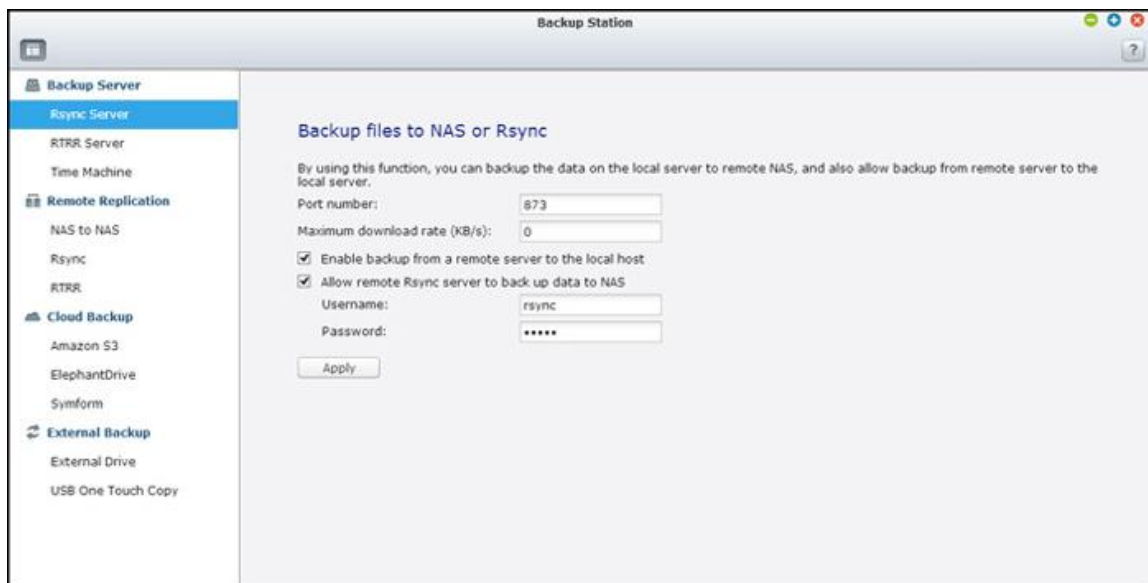 Backup Station
?
Backup Server
Rsync Server
RTRR Server
Time Machine
Remote Replication
NAS to NAS
Rsync
RTRR
Cloud Backup
Amazon S3
ElephantDrive
Symform
External Backup
External Drive
USB One Touch Copy
Backup files to NAS or Rsync
By using this function, you can backup the data on the local server to remote NAS, and also allow backup from remote server to the
local server.
Port number: 873
Maximum download rate (KB/s): 0
Enable backup from a remote server to the local host
Allow remote Rsync server to back up data to NAS
Username: rsync
Password: •••••
Apply